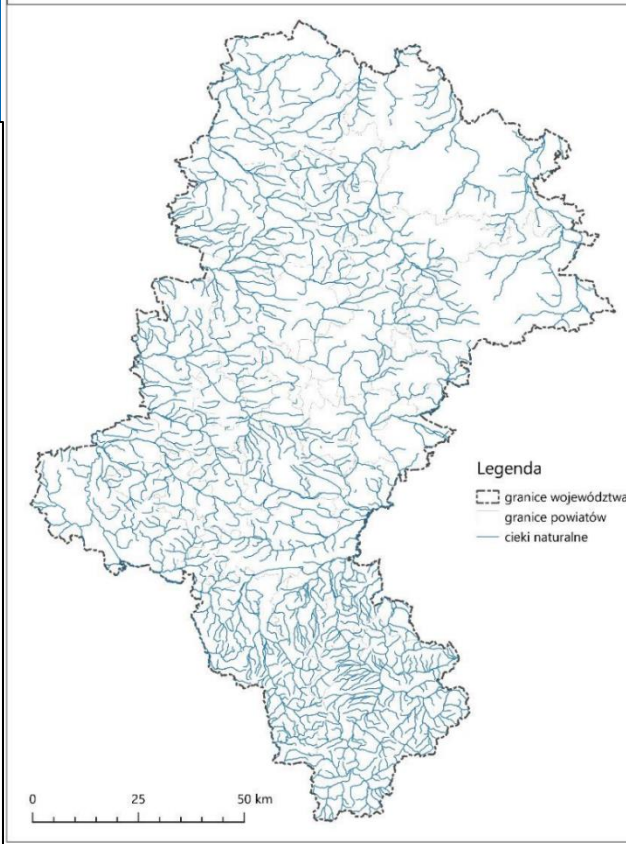 Legenda
granice województwa
granice powiatów
cieki naturalne
0 25 50 km